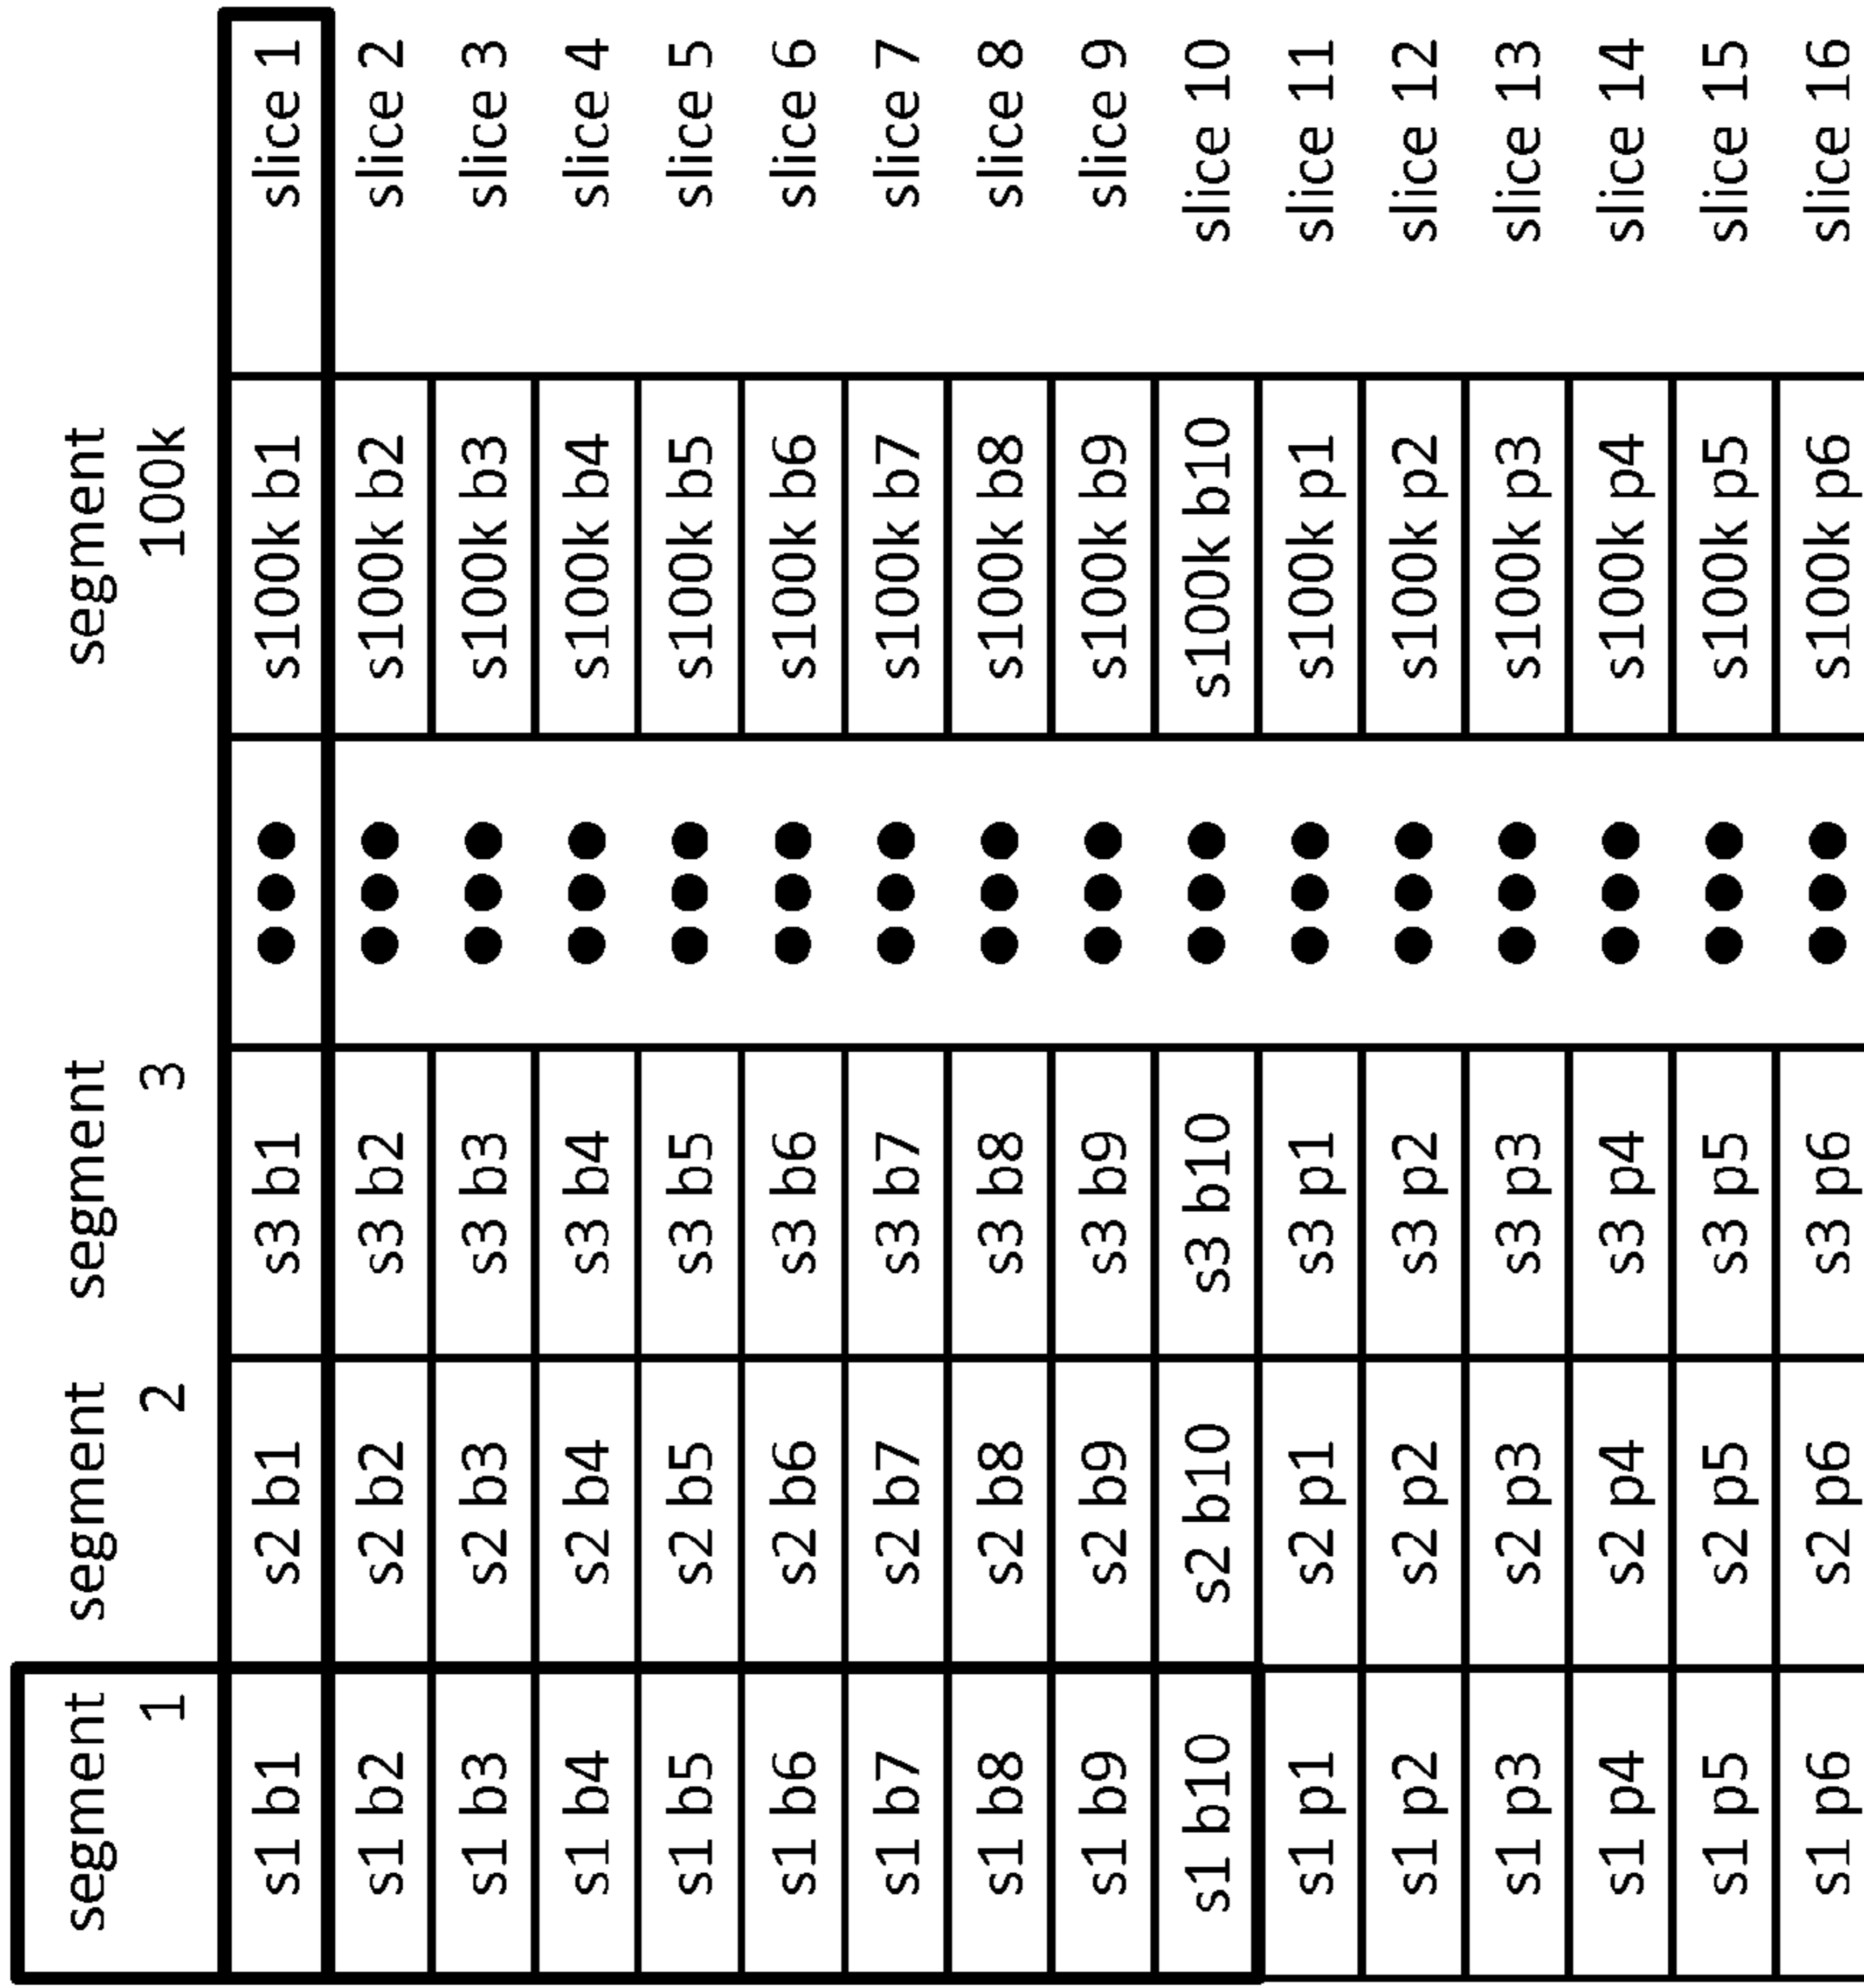 segment segment segment segment
1 2 3 100k
s1 b1 s2 b1 s3 b1 ●●● s100k b1 slice 1
s1 b2 s2 b2 s3 b2 ●●● s100k b2 slice 2
s1 b3 s2 b3 s3 b3 ●●● s100k b3 slice 3
s1 b4 s2 b4 s3 b4 ●●● s100k b4 slice 4
s1 b5 s2 b5 s3 b5 ●●● s100k b5 slice 5
s1 b6 s2 b6 s3 b6 ●●● s100k b6 slice 6
s1 b7 s2 b7 s3 b7 ●●● s100k b7 slice 7
s1 b8 s2 b8 s3 b8 ●●● s100k b8 slice 8
s1 b9 s2 b9 s3 b9 ●●● s100k b9 slice 9
s1 b10 s2 b10 s3 b10 ●●● s100k b10 slice 10
s1 p1 s2 p1 s3 p1 ●●● s100k p1 slice 11
s1 p2 s2 p2 s3 p2 ●●● s100k p2 slice 12
s1 p3 s2 p3 s3 p3 ●●● s100k p3 slice 13
s1 p4 s2 p4 s3 p4 ●●● s100k p4 slice 14
s1 p5 s2 p5 s3 p5 ●●● s100k p5 slice 15
s1 p6 s2 p6 s3 p6 ●●● s100k p6 slice 16